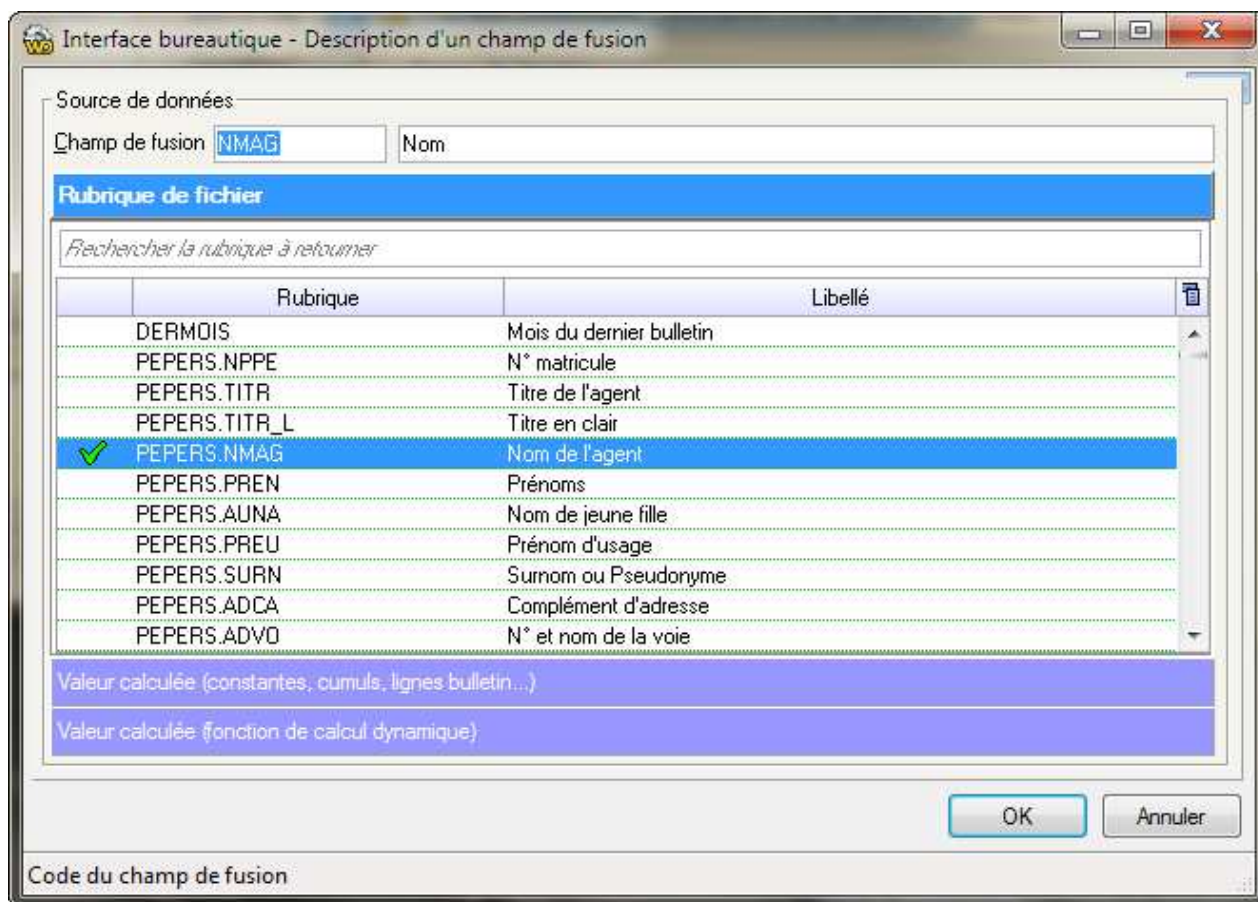 Interface bureautique - Description d'un champ de fusion
Source de données
Champ de fusion NMAG Nom
Rubrique de fichier
Rechercher la rubrique à retourner
Rubrique Libellé
DERMOIS Mois du dernier bulletin
PEPERS.NPPE N° matricule
PEPERS.TITR Titre de l'agent
PEPERS.TITR_L Titre en clair
PEPERS.NMAG Nom de l'agent
PEPERS.PREN Prénoms
PEPERS.AUNA Nom de jeune fille
PEPERS.PREU Prénom d'usage
PEPERS.SURN Surnom ou Pseudonyme
PEPERS.ADCA Complément d'adresse
PEPERS.ADVO N° et nom de la voie
Valeur calculée (constantes, cumuls, lignes bulletin...)
Valeur calculée (fonction de calcul dynamique)
OK Annuler
Code du champ de fusion